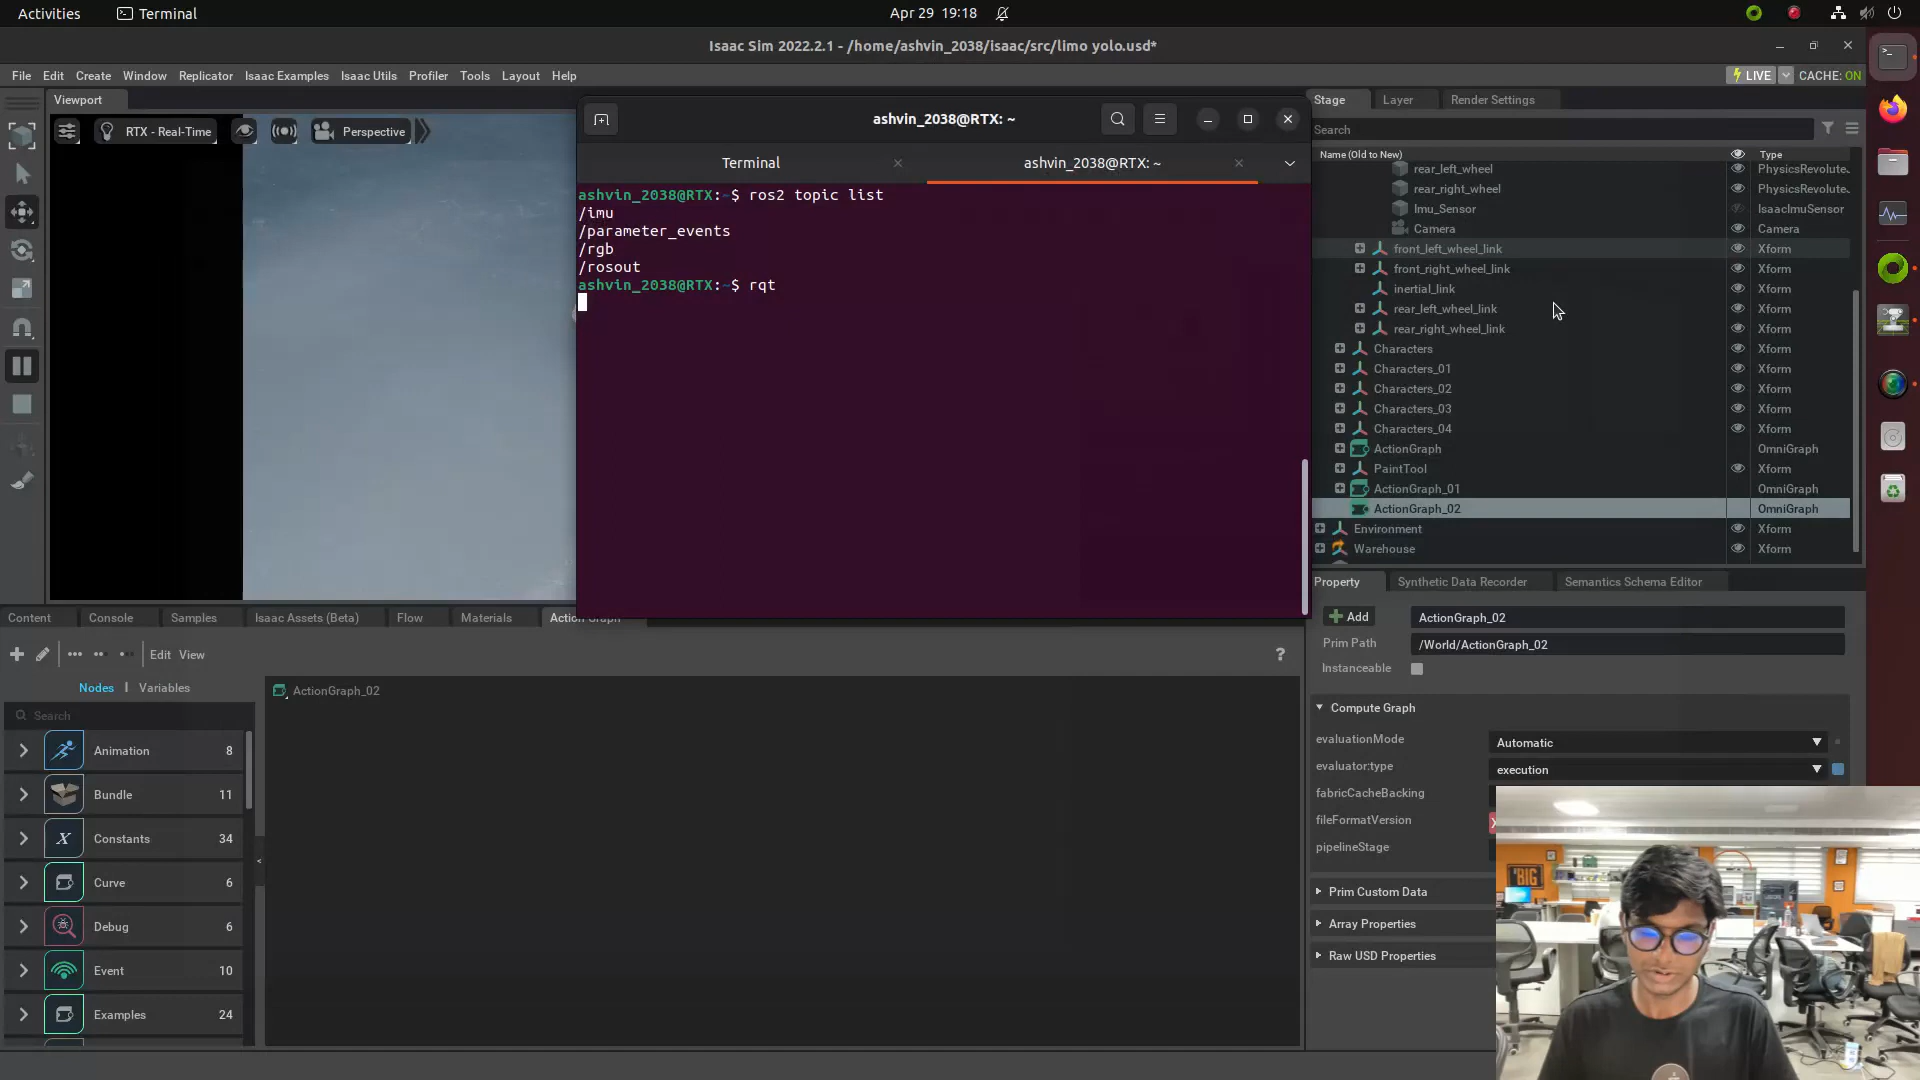 Activities
Terminal
Apr 29 19:18
Isaac Sim 2022.2.1 - /home/ashvin_2038/isaac/src/limo yolo.usd*
File Edit Create Window Replicator Isaac Examples Isaac Utils Profiler Tools Layout Help
LIVE
CACHE: ON
Viewport
RTX - Real-Time
Perspective
ashvin_2038@RTX: ~
Terminal
ashvin_2038@RTX: ~
ashvin_2038@RTX:~$ ros2 topic list
/imu
/parameter_events
/rgb
/rosout
ashvin_2038@RTX:~$ rqt
Stage Layer Render Settings
Search
Name (Old to New) Type
rear_left_wheel PhysicsRevolute.
rear_right_wheel PhysicsRevolute.
Imu_Sensor IsaacImuSensor
Camera Camera
front_left_wheel_link Xform
front_right_wheel_link Xform
inertial_link Xform
rear_left_wheel_link Xform
rear_right_wheel_link Xform
Characters Xform
Characters_01 Xform
Characters_02 Xform
Characters_03 Xform
Characters_04 Xform
ActionGraph OmniGraph
PaintTool Xform
ActionGraph_01 OmniGraph
ActionGraph_02 OmniGraph
Environment Xform
Warehouse Xform
Content Console Samples Isaac Assets (Beta) Flow Materials Action Graph
Edit View
?
Nodes | Variables
Search
Animation 8
Bundle 11
X Constants 34
Curve 6
Debug 6
Event 10
Examples 24
ActionGraph_02
Property Synthetic Data Recorder Semantics Schema Editor
Add ActionGraph_02
Prim Path /World/ActionGraph_02
Instanceable
Compute Graph
evaluationMode Automatic
evaluator:type execution
fabricCacheBacking
fileFormatVersion
pipelineStage
Prim Custom Data
Array Properties
Raw USD Properties
'BIG